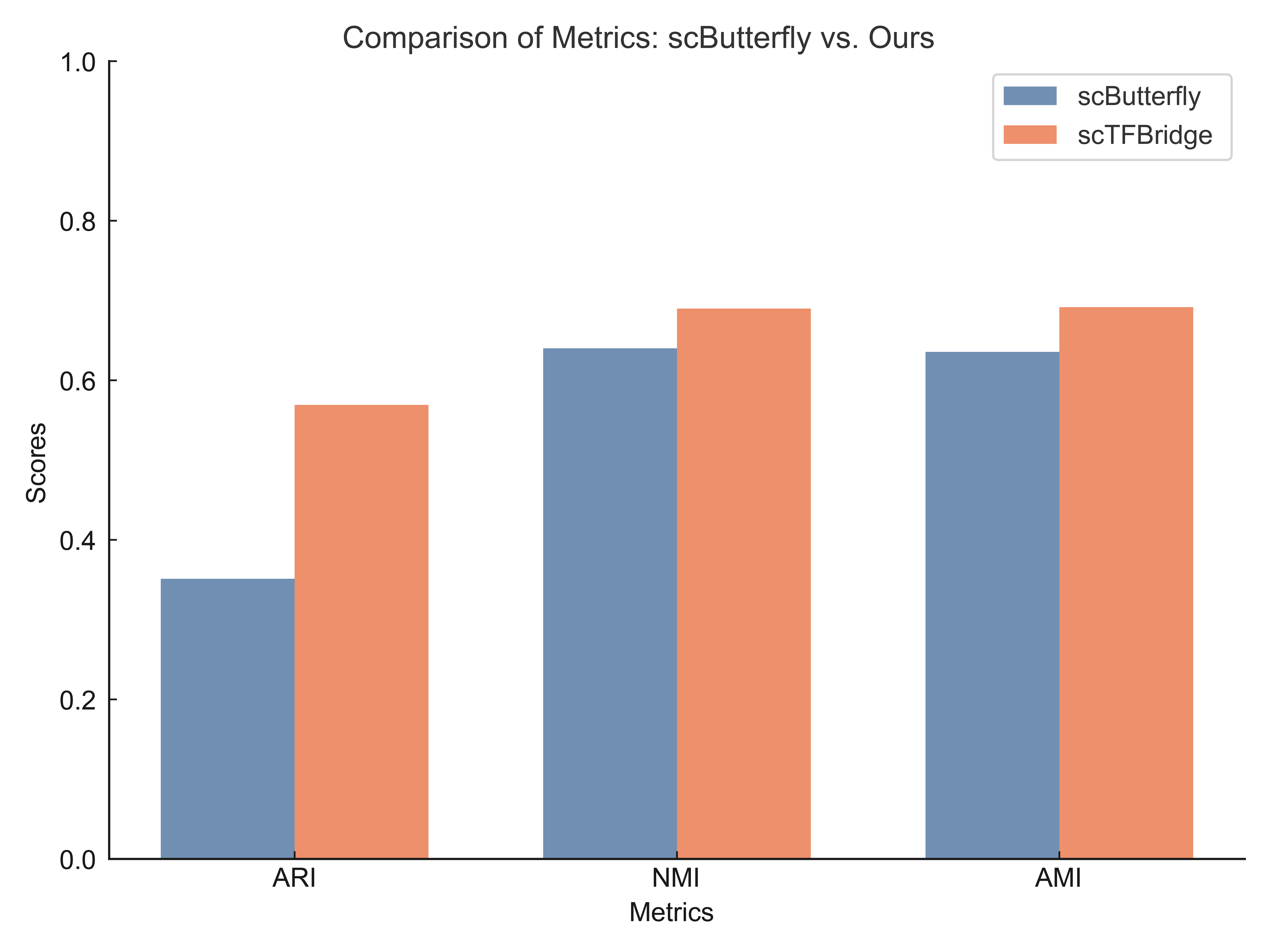 Comparison of Metrics: scButterfly vs. Ours
1.0
0.8
0.6
0.4
0.2
0.0
Scores
scButterfly
scTFBridge
ARI
NMI
AMI
Metrics